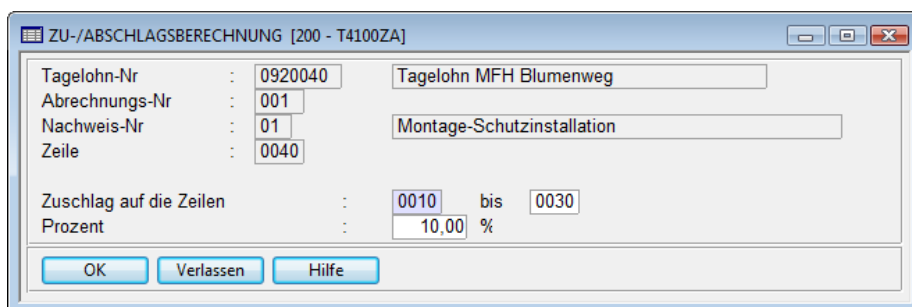 ZU-/ABSCHLAGSBERECHNUNG [200 - T4100ZA]
Tagelohn-Nr : 0920040 Tagelohn MFH Blumenweg
Abrechnungs-Nr : 001
Nachweis-Nr : 01 Montage-Schutzinstallation
Zeile : 0040
Zuschlag auf die Zeilen : 0010 bis 0030
Prozent : 10,00 %
OK Verlassen Hilfe